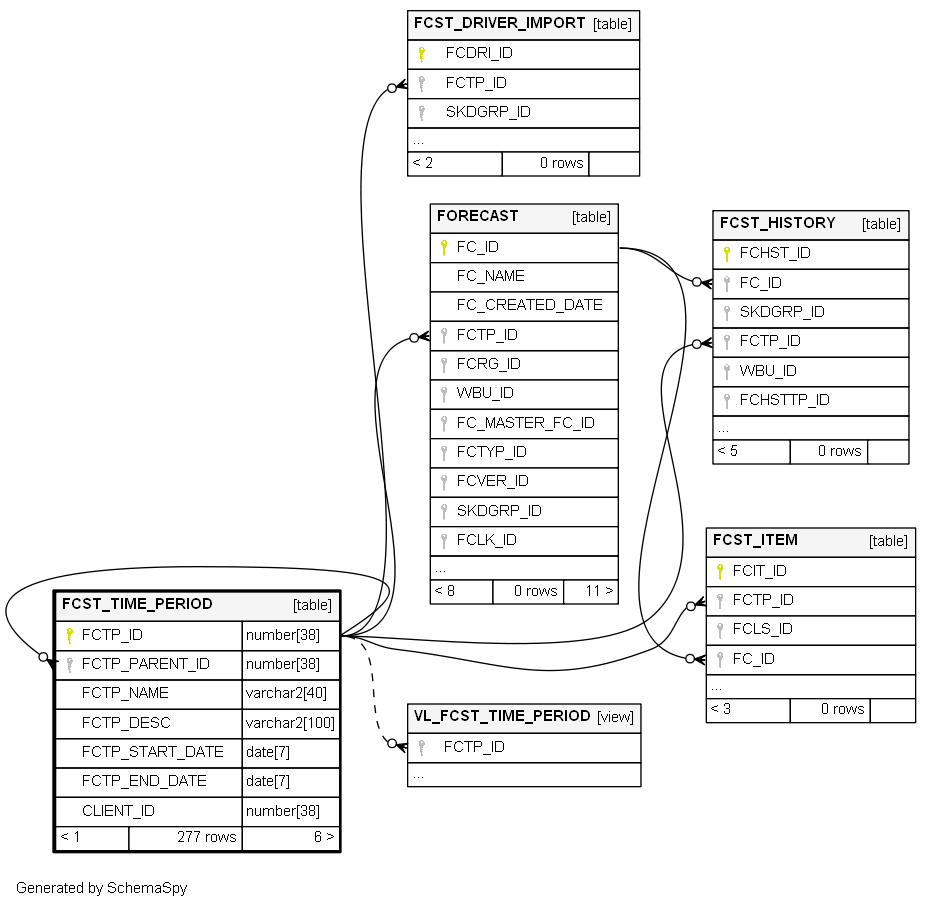 FCST_DRIVER_IMPORT [table]
FCDRI_ID
FCTP_ID
SKDGRP_ID
...
< 2 0 rows
FORECAST [table]
FC_ID
FC_NAME
FC_CREATED_DATE
FCTP_ID
FCRG_ID
WBU_ID
FC_MASTER_FC_ID
FCTYP_ID
FCVER_ID
SKDGRP_ID
FCLK_ID
...
< 8 0 rows 11 >
FCST_HISTORY [table]
FCHST_ID
FC_ID
SKDGRP_ID
FCTP_ID
WBU_ID
FCHSTTP_ID
...
< 5 0 rows
FCST_ITEM [table]
FCIT_ID
FCTP_ID
FCLS_ID
FC_ID
...
< 3 0 rows
FCST_TIME_PERIOD [table]
FCTP_ID number[38]
FCTP_PARENT_ID number[38]
FCTP_NAME varchar2[40]
FCTP_DESC varchar2[100]
FCTP_START_DATE date[7]
FCTP_END_DATE date[7]
CLIENT_ID number[38]
< 1 277 rows 6 >
VL_FCST_TIME_PERIOD [view]
FCTP_ID
...
Generated by SchemaSpy